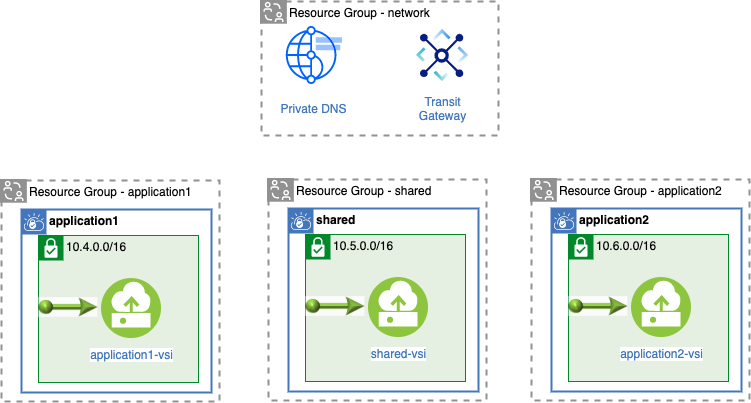 Resource Group - network
Private DNS
Transit
Gateway
Resource Group - application1
application1
10.4.0.0/16
application1-vsi
Resource Group - shared
shared
10.5.0.0/16
shared-vsi
Resource Group - application2
application2
10.6.0.0/16
application2-vsi